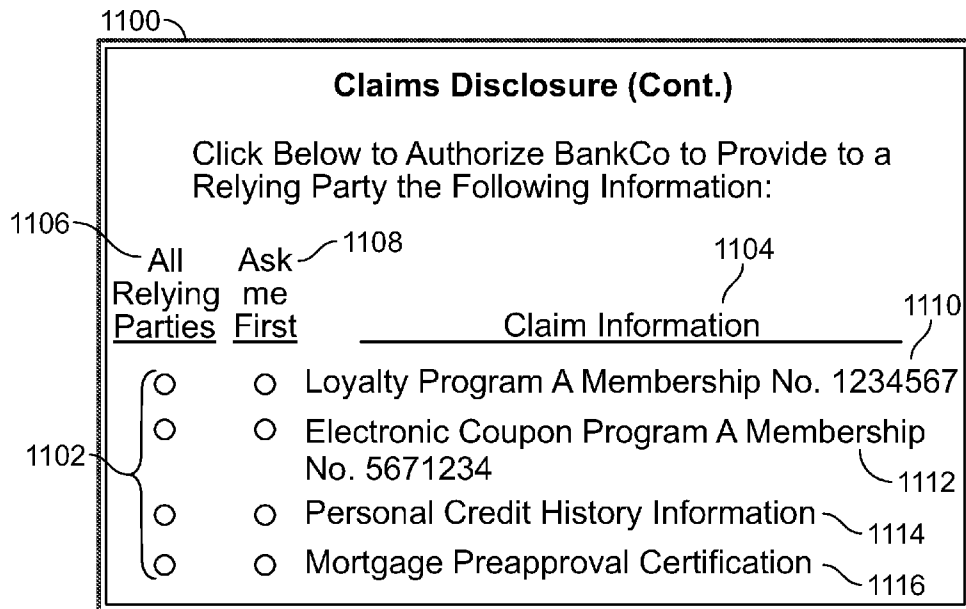 1100
Claims Disclosure (Cont.)
Click Below to Authorize BankCo to Provide to a
Relying Party the Following Information:
1106
1108
1104
1110
All
Relying
Parties
Ask
me
First
Claim Information
Loyalty Program A Membership No. 1234567
Electronic Coupon Program A Membership
No. 5671234
1102
1112
Personal Credit History Information
1114
Mortgage Preapproval Certification
1116